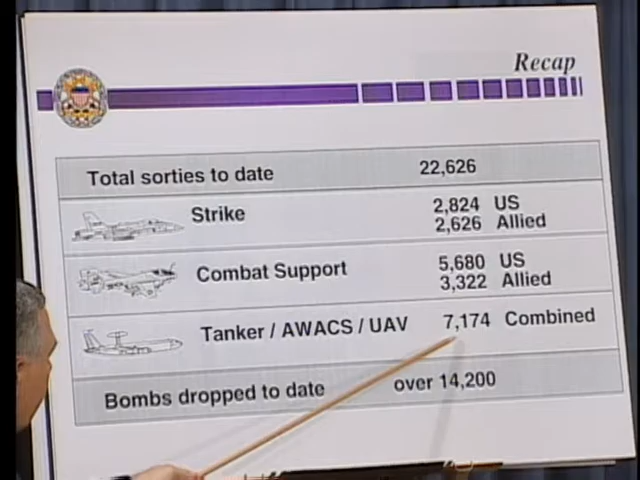 Recap
Total sorties to date 22,626
Strike 2,824 US
2,626 Allied
Combat Support 5,680 US
3,322 Allied
Tanker / AWACS / UAV 7,174 Combined
Bombs dropped to date over 14,200